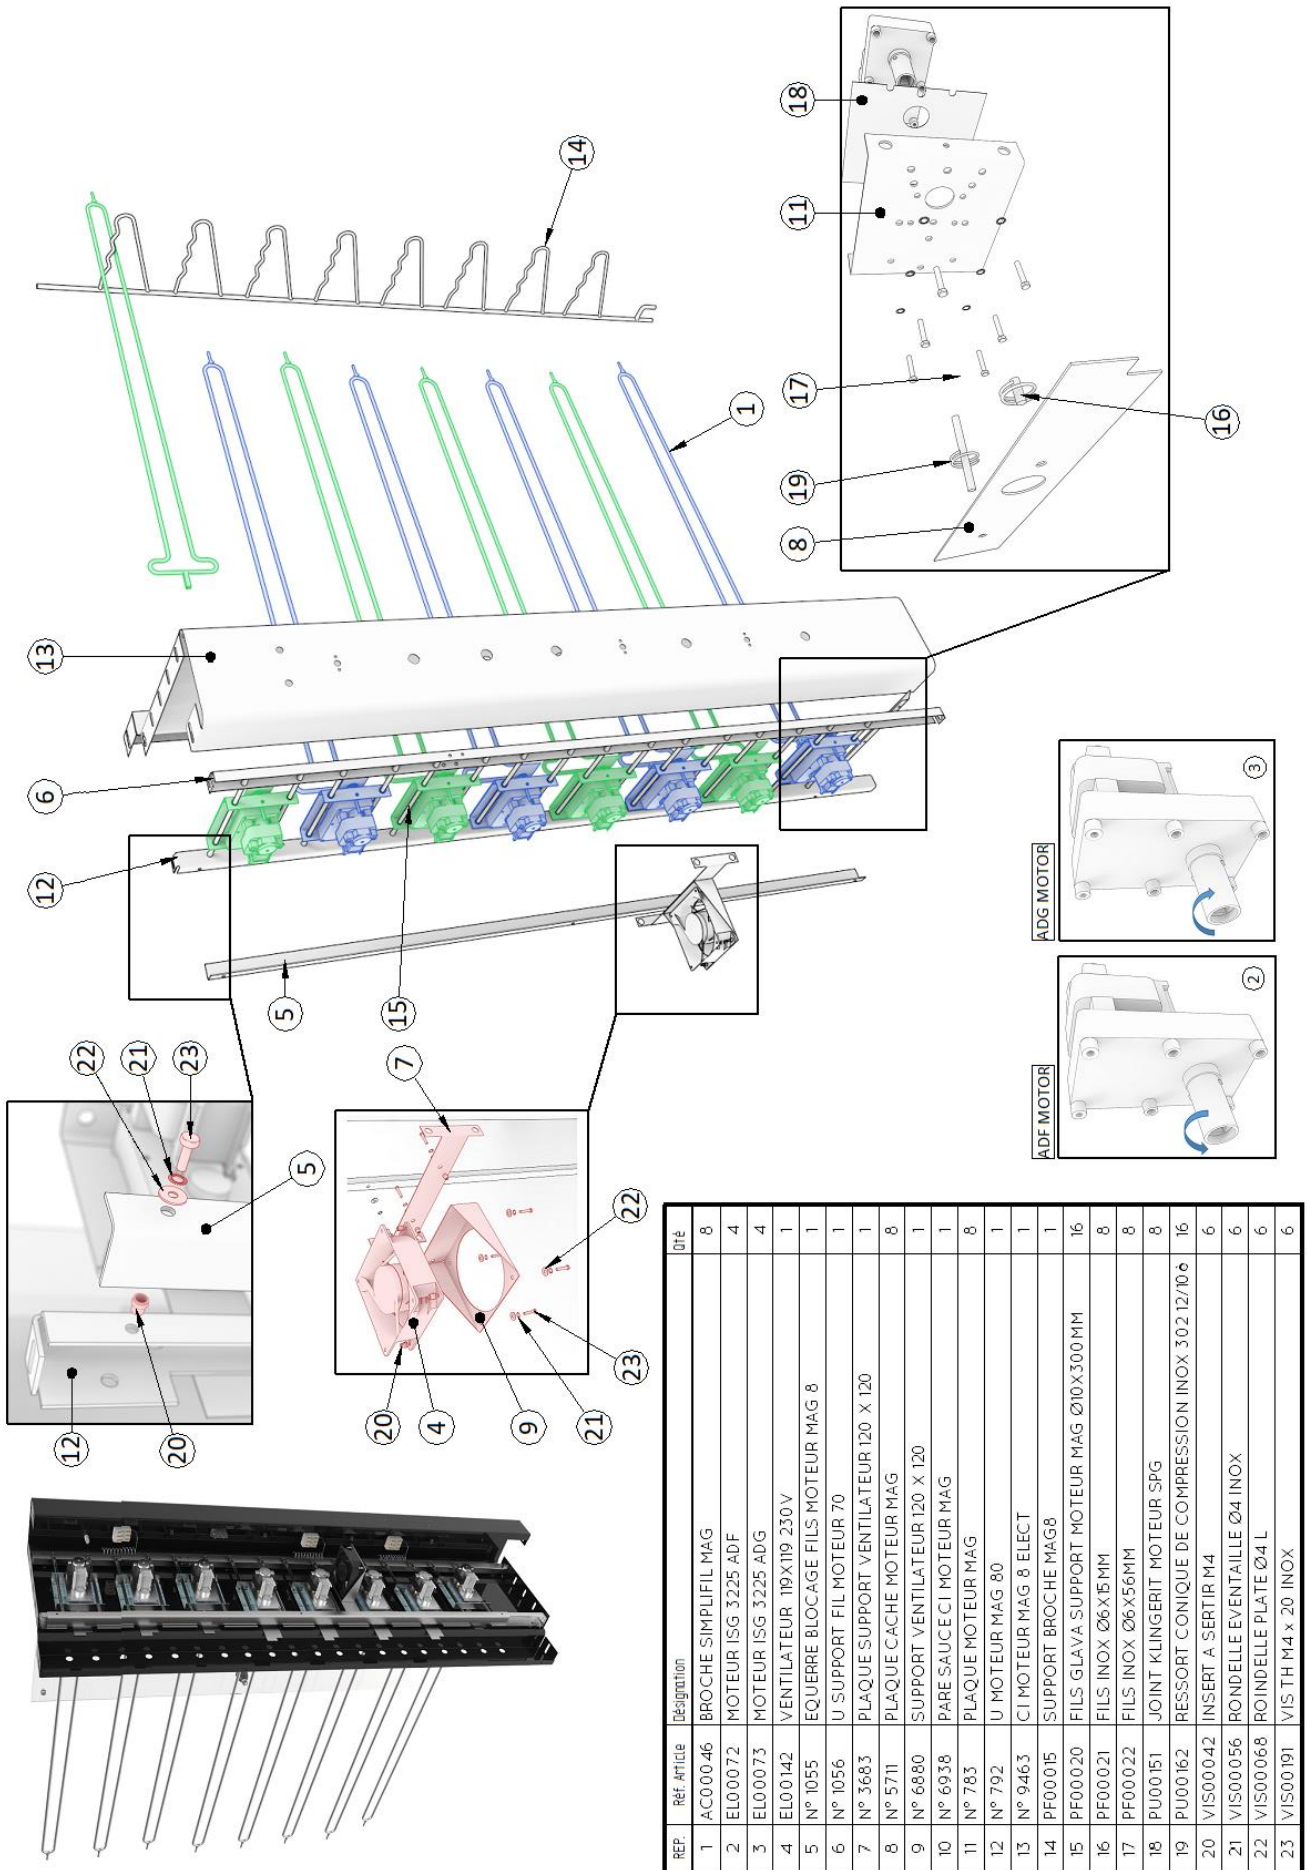 14
18
11
17
1
16
19
8
13
6
12
15
5
ADG MOTOR
3
ADF MOTOR
2
22
21
23
5
12
20
7
22
20
4
9
21
23
REP. Réf. Article Désignation Qté
1 AC00046 BROCHE SIMPLIFIL MAG 8
2 EL00072 MOTEUR ISG 3225 ADF 4
3 EL00073 MOTEUR ISG 3225 ADG 4
4 EL00142 VENTILATEUR 119X119 230V 1
5 N° 1055 EQUERRE BLOCAGE FILS MOTEUR MAG 8 1
6 N° 1056 U SUPPORT FIL MOTEUR 70 1
7 N° 3683 PLAQUE SUPPORT VENTILATEUR 120 X 120 1
8 N° 5711 PLAQUE CACHE MOTEUR MAG 8
9 N° 6880 SUPPORT VENTILATEUR 120 X 120 1
10 N° 6938 PARE SAUCE CI MOTEUR MAG 1
11 N° 783 PLAQUE MOTEUR MAG 8
12 N° 792 U MOTEUR MAG 80 1
13 N° 9463 CI MOTEUR MAG 8 ELECT 1
14 PF00015 SUPPORT BROCHE MAG8 1
15 PF00020 FILS GLAVA SUPPORT MOTEUR MAG Ø10X300MM 16
16 PF00021 FILS INOX Ø6X15MM 8
17 PF00022 FILS INOX Ø6X56MM 8
18 PU00151 JOINT KLINGERIT MOTEUR SPG 8
19 PU00162 RESSORT CONIQUE DE COMPRESSION INOX 302 12/10è 16
20 VIS00042 INSERT A SERTIR M4 6
21 VIS00056 RONDELLE EVENTAILLE Ø4 INOX 6
22 VIS00068 ROINDELLE PLATE Ø4 L 6
23 VIS00191 VIS TH M4 x 20 INOX 6